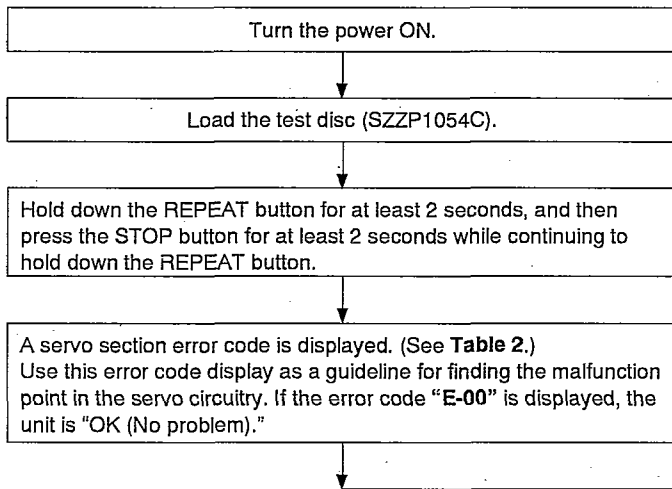 Turn the power ON.
Load the test disc (SZZP1054C).
Hold down the REPEAT button for at least 2 seconds, and then
press the STOP button for at least 2 seconds while continuing to
hold down the REPEAT button.
A servo section error code is displayed. (See Table 2.)
Use this error code display as a guideline for finding the malfunction
point in the servo circuitry. If the error code "E-00" is displayed, the
unit is "OK (No problem)."